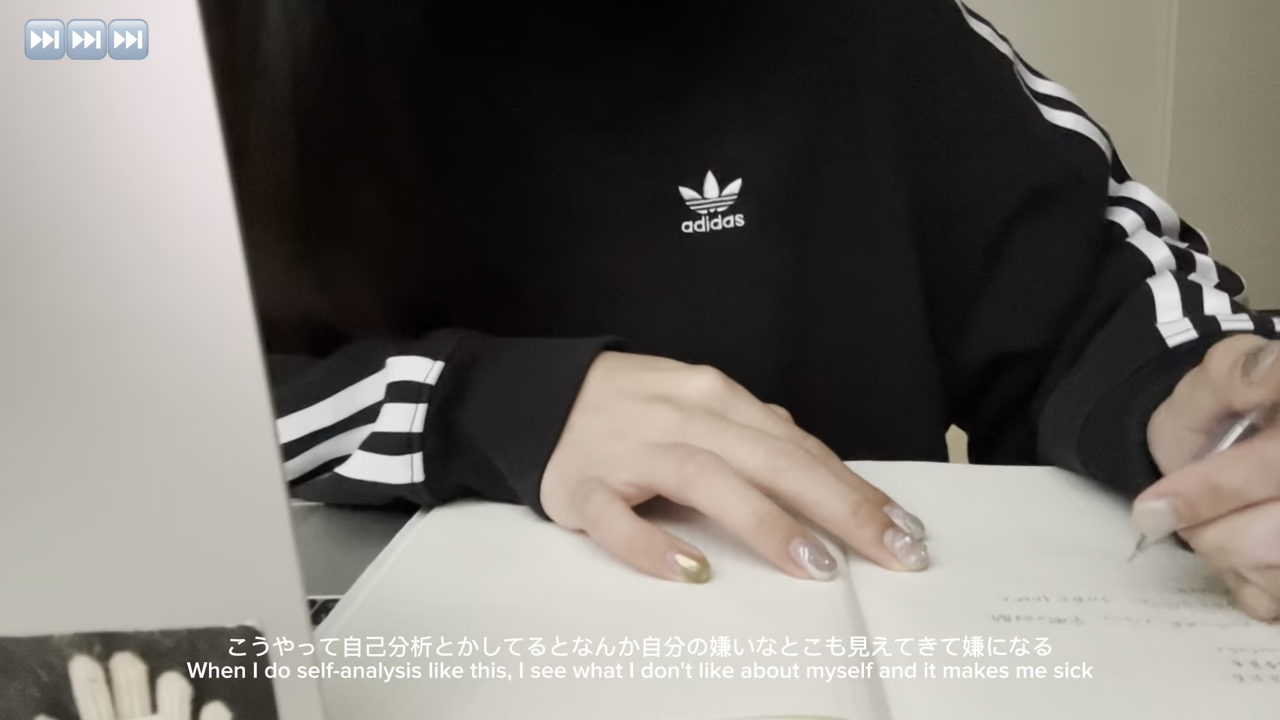 adidas
こうやって自己分析とかしてるとなんか自分の嫌いなとこも見えてきて嫌になる
When I do self-analysis like this, I see what I don't like about myself and it makes me sick